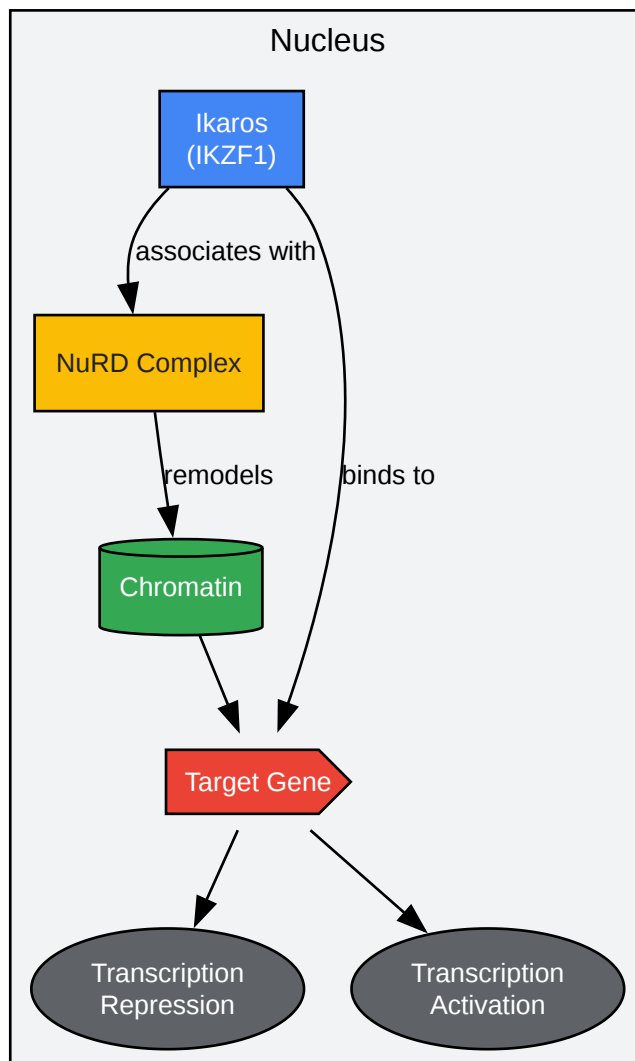 Nucleus
Ikaros
(IKZF1)
associates with
NuRD Complex
remodels
binds to
Chromatin
Target Gene
Transcription
Repression
Transcription
Activation